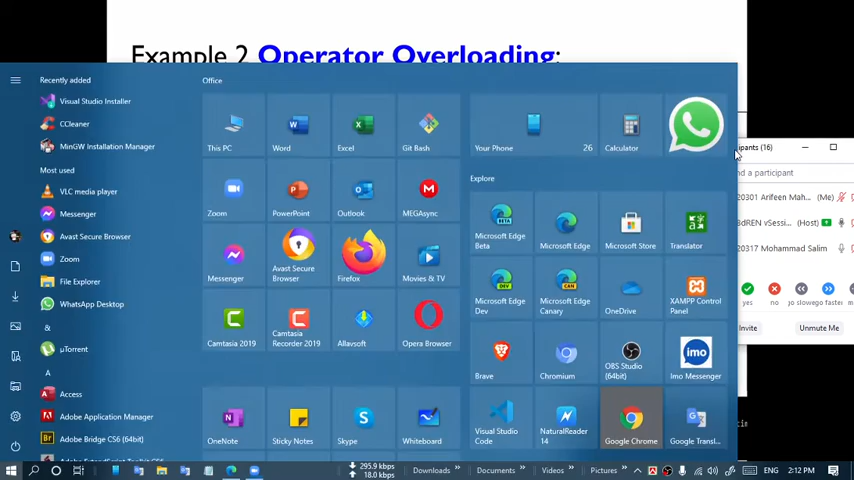 Example 2 Operator Overloading:
Recently added
Visual Studio Installer
CCleaner
MinGW Installation Manager
Most used
VLC media player
Messenger
Avast Secure Browser
Zoom
File Explorer
WhatsApp Desktop
&
µTorrent
A
Access
Adobe Application Manager
Adobe Bridge CS6 (64bit)
Office
This PC
Word
Excel
Git Bash
Zoom
PowerPoint
Outlook
MEGAsync
Messenger
Avast Secure
Browser
Firefox
Movies & TV
Camtasia 2019
Camtasia
Recorder 2019
Allavsoft
Opera Browser
OneNote
Sticky Notes
Skype
Whiteboard
Your Phone 26
Calculator
Explore
Microsoft Edge
Beta
Microsoft Edge
Microsoft Store
Translator
Microsoft Edge
Dev
Microsoft Edge
Canary
OneDrive
XAMPP Control
Panel
Brave
Chromium
OBS Studio
(64bit)
Imo Messenger
Visual Studio
Code
NaturalReader
14
Google Chrome
Google Transl...
ipants (16)
d a participant
20301 Arifeen Mah... (Me)
3dREN vSessi... (Host)
20317 Mohammad Salim
yes
no
go slower
go faster
Invite
Unmute Me
295.9 kbps
18.0 kbps
Downloads
Documents
Videos
Pictures
ENG
2:12 PM